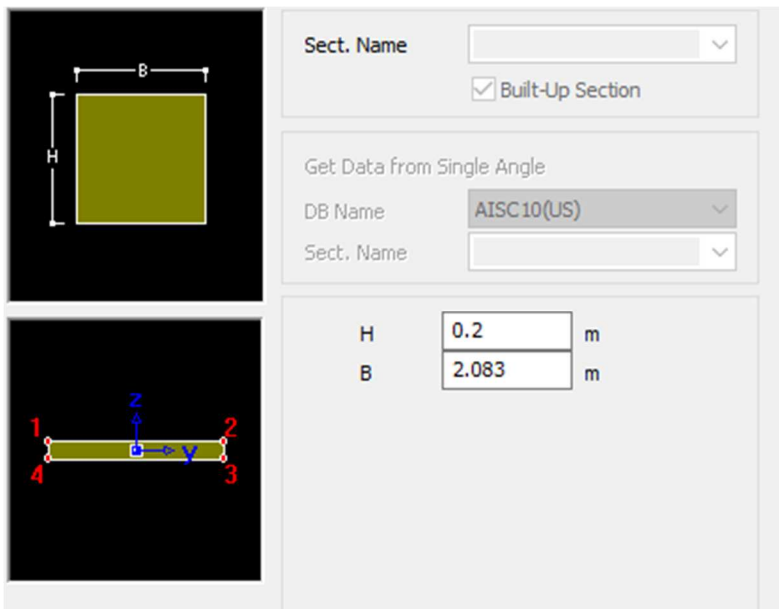 B
H
Sect. Name
Built-Up Section
Get Data from Single Angle
DB Name AISC10(US)
Sect. Name
H 0.2 m
B 2.083 m
z
1 2
y
4 3